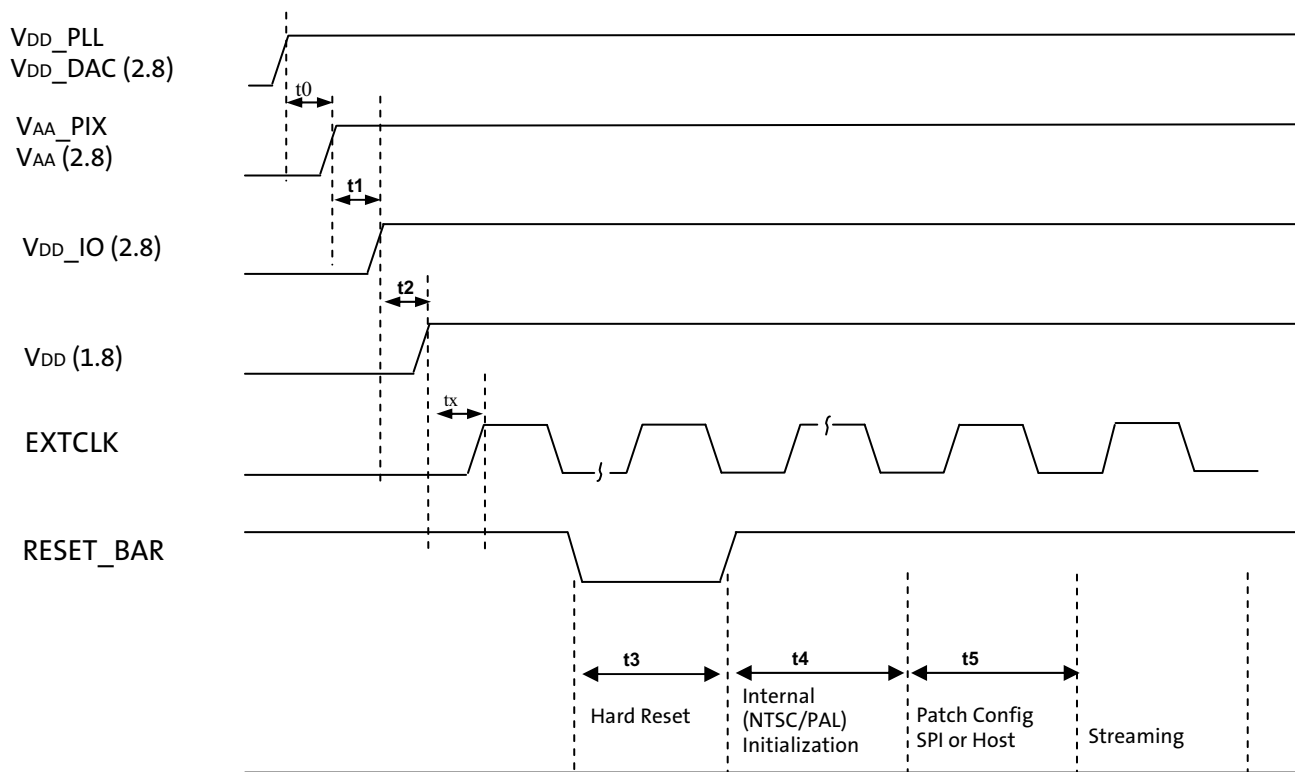 VDD_PLL
VDD_DAC (2.8)
t0
VAA_PIX
VAA (2.8)
t1
VDD_IO (2.8)
t2
VDD (1.8)
tx
EXTCLK
RESET_BAR
t3
t4
t5
Hard Reset
Internal
(NTSC/PAL)
Initialization
Patch Config
SPI or Host
Streaming